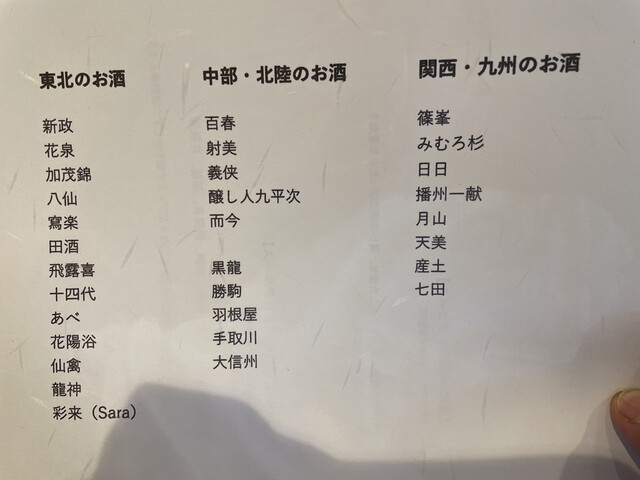 東北のお酒
新政
花泉
加茂錦
八仙
寫楽
田酒
飛露喜
十四代
あべ
花陽浴
仙禽
龍神
彩来（Sara）
中部・北陸のお酒
百春
射美
義侠
醸し人九平次
而今
黒龍
勝駒
羽根屋
手取川
大信州
関西・九州のお酒
篠峯
みむろ杉
日日
播州一献
月山
天美
産土
七田